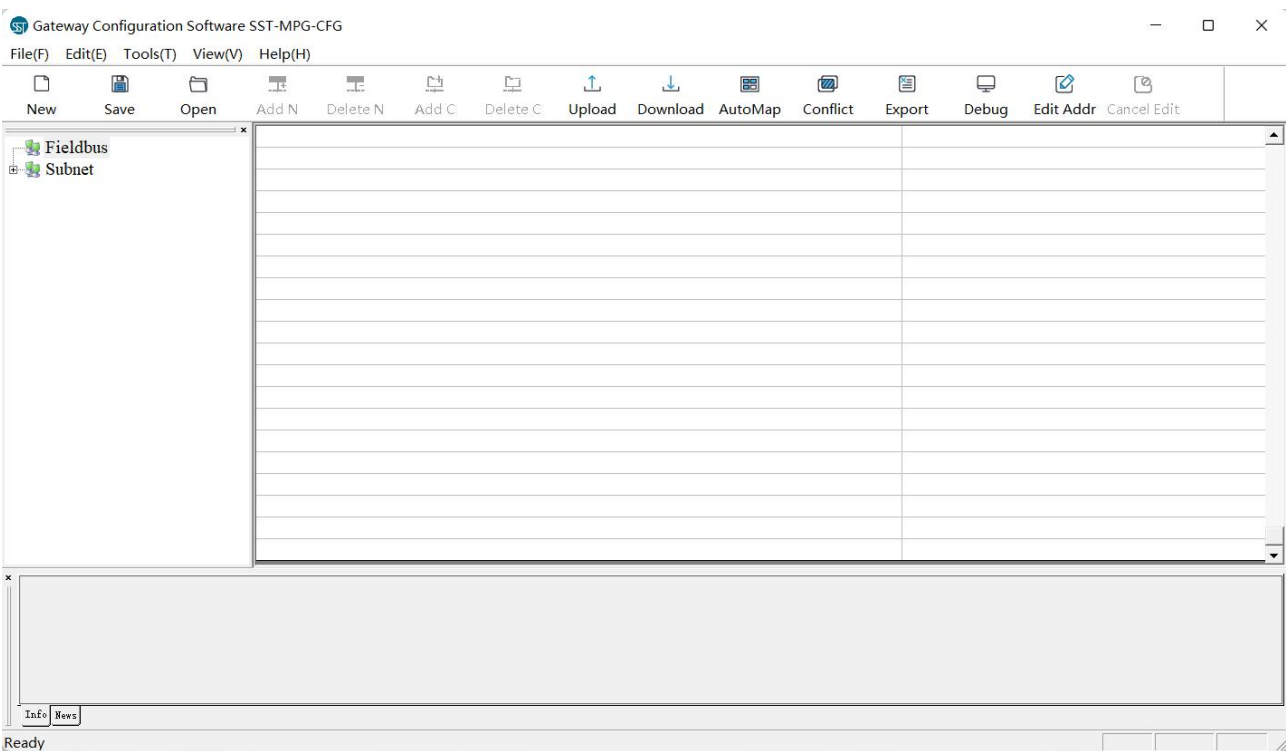 SST Gateway Configuration Software SST-MPG-CFG
File(F) Edit(E) Tools(T) View(V) Help(H)
New Save Open Add N Delete N Add C Delete C Upload Download AutoMap Conflict Export Debug Edit Addr Cancel Edit
Fieldbus
Subnet
Info News
Ready